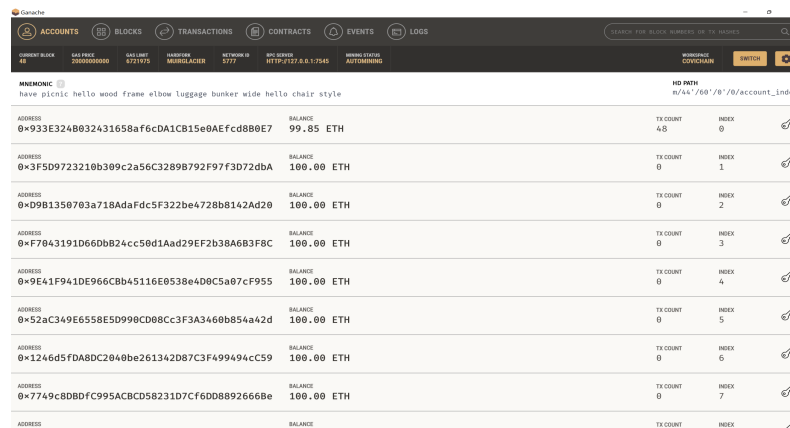 Ganache
ACCOUNTS BLOCKS TRANSACTIONS CONTRACTS EVENTS LOGS SEARCH FOR BLOCK NUMBERS OR TX HASHES
CURRENT BLOCK GAS PRICE GAS LIMIT HARDFORK NETWORK ID RPC SERVER MINING STATUS WORKSPACE
48 20000000000 6721975 MUIRGLACIER 5777 HTTP://127.0.0.1:7545 AUTOMINING COVICHAIN SWITCH
MNEMONIC ? HD PATH
have picnic hello wood frame elbow luggage bunker wide hello chair style m/44'/60'/0'/0/account_inde
ADDRESS BALANCE TX COUNT INDEX
0×933E324B032431658af6cDA1CB15e0AEfcd8B0E7 99.85 ETH 48 0
ADDRESS BALANCE TX COUNT INDEX
0×3F5D9723210b309c2a56C3289B792F97f3D72dbA 100.00 ETH 0 1
ADDRESS BALANCE TX COUNT INDEX
0×D9B1350703a718AdaFdc5F322be4728b8142Ad20 100.00 ETH 0 2
ADDRESS BALANCE TX COUNT INDEX
0×F7043191D66DbB24cc50d1Aad29EF2b38A6B3F8C 100.00 ETH 0 3
ADDRESS BALANCE TX COUNT INDEX
0×9E41F941DE966CBb45116E0538e4D0C5a07cF955 100.00 ETH 0 4
ADDRESS BALANCE TX COUNT INDEX
0×52aC349E6558E5D990CD08Cc3F3A3460b854a42d 100.00 ETH 0 5
ADDRESS BALANCE TX COUNT INDEX
0×1246d5fDA8DC2040be261342D87C3F499494cC59 100.00 ETH 0 6
ADDRESS BALANCE TX COUNT INDEX
0×7749c8DBDfC995ACBCD58231D7Cf6DD8892666Be 100.00 ETH 0 7
ADDRESS BALANCE TX COUNT INDEX